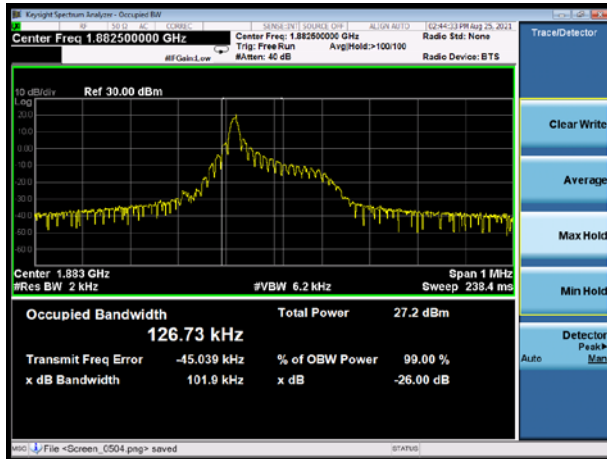 Keysight Spectrum Analyzer - Occupied BW
RF 50 Ω AC CORREC SENSE:INT SOURCE OFF ALIGN AUTO 02:44:33 PM Aug 25, 2021
Center Freq 1.882500000 GHz
Center Freq: 1.882500000 GHz
Radio Std: None
Trig: Free Run Avg|Hold:>100/100
#IFGain:Low #Atten: 40 dB Radio Device: BTS
Trace/Detector
10 dB/div Ref 30.00 dBm
Log
20.0
10.0
0.00
-10.0
-20.0
-30.0
-40.0
-50.0
-60.0
Center 1.883 GHz Span 1 MHz
#Res BW 2 kHz #VBW 6.2 kHz Sweep 238.4 ms
Occupied Bandwidth Total Power 27.2 dBm
126.73 kHz
Transmit Freq Error -45.039 kHz % of OBW Power 99.00 %
x dB Bandwidth 101.9 kHz x dB -26.00 dB
Clear Write
Average
Max Hold
Min Hold
Detector
Peak▶
Auto Man
MSG File <Screen_0504.png> saved STATUS